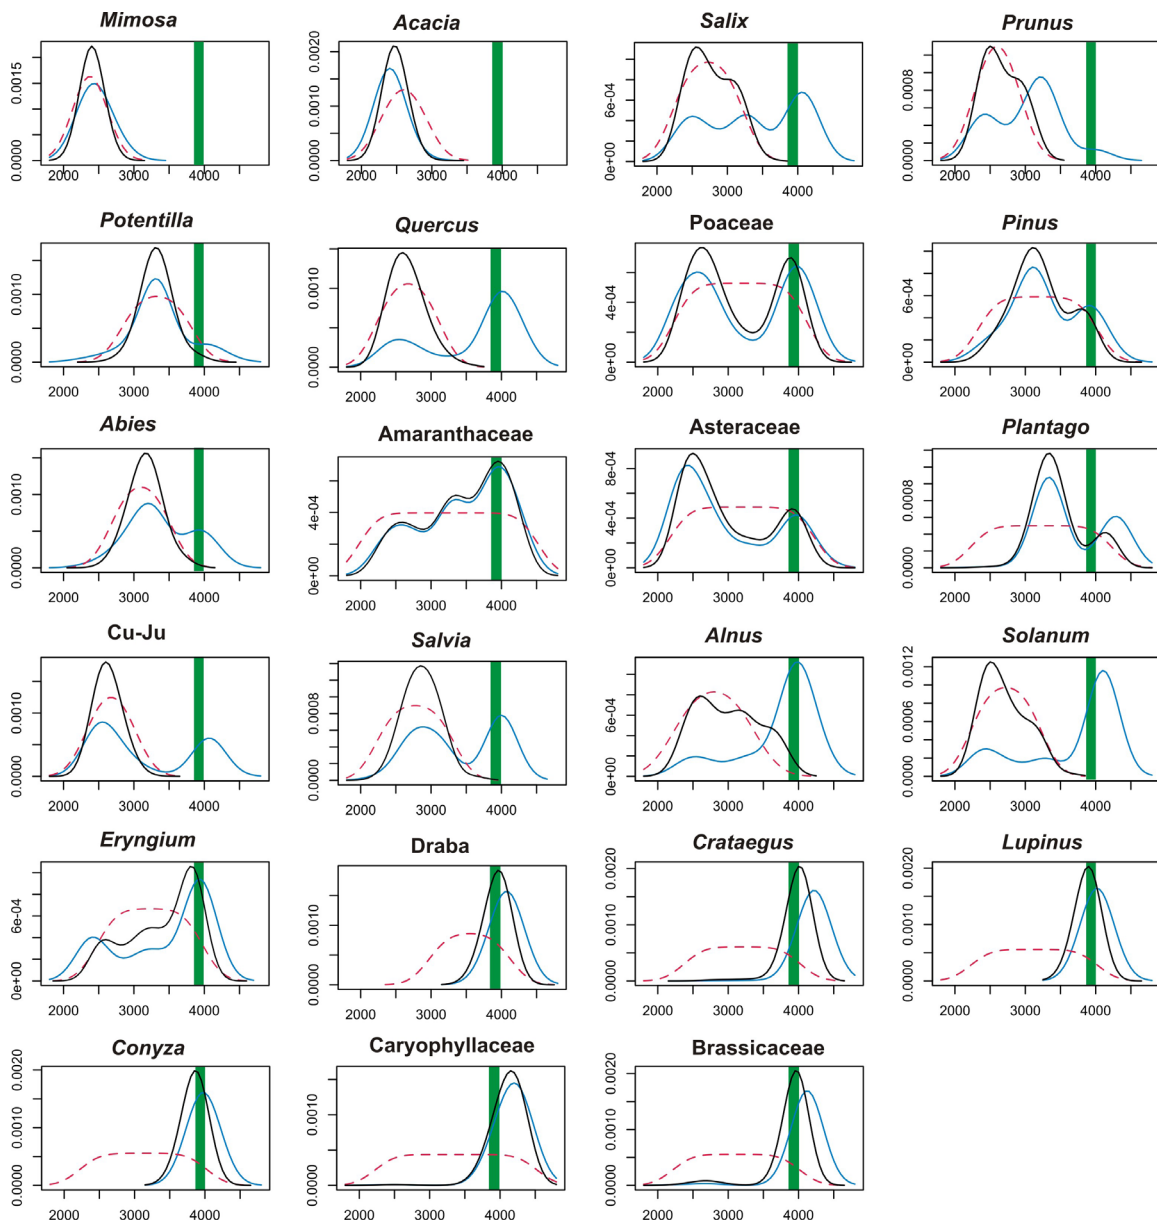 Mimosa
Acacia
Salix
Prunus
0.0000 0.0015
0.0000 0.0010 0.0020
0e+00 6e-04
0.0000 0.0008
2000 3000 4000
2000 3000 4000
2000 3000 4000
2000 3000 4000
Potentilla
Quercus
Poaceae
Pinus
0.0000 0.0010
0.0000 0.0010
0e+00 4e-04
0e+00 6e-04
2000 3000 4000
2000 3000 4000
2000 3000 4000
2000 3000 4000
Abies
Amaranthaceae
Asteraceae
Plantago
0.0000 0.0010
0e+00 4e-04
0e+00 4e-04 8e-04
0.0000 0.0008
2000 3000 4000
2000 3000 4000
2000 3000 4000
2000 3000 4000
Cu-Ju
Salvia
Alnus
Solanum
0.0000 0.0010
0.0000 0.0008
0e+00 6e-04
0.0000 0.0006 0.0012
2000 3000 4000
2000 3000 4000
2000 3000 4000
2000 3000 4000
Eryngium
Draba
Crataegus
Lupinus
0e+00 6e-04
0.0000 0.0010
0.0000 0.0010 0.0020
0.0000 0.0010 0.0020
2000 3000 4000
2000 3000 4000
2000 3000 4000
2000 3000 4000
Conyza
Caryophyllaceae
Brassicaceae
0.0000 0.0010 0.0020
0.0000 0.0010
0.0000 0.0010 0.0020
2000 3000 4000
2000 3000 4000
2000 3000 4000